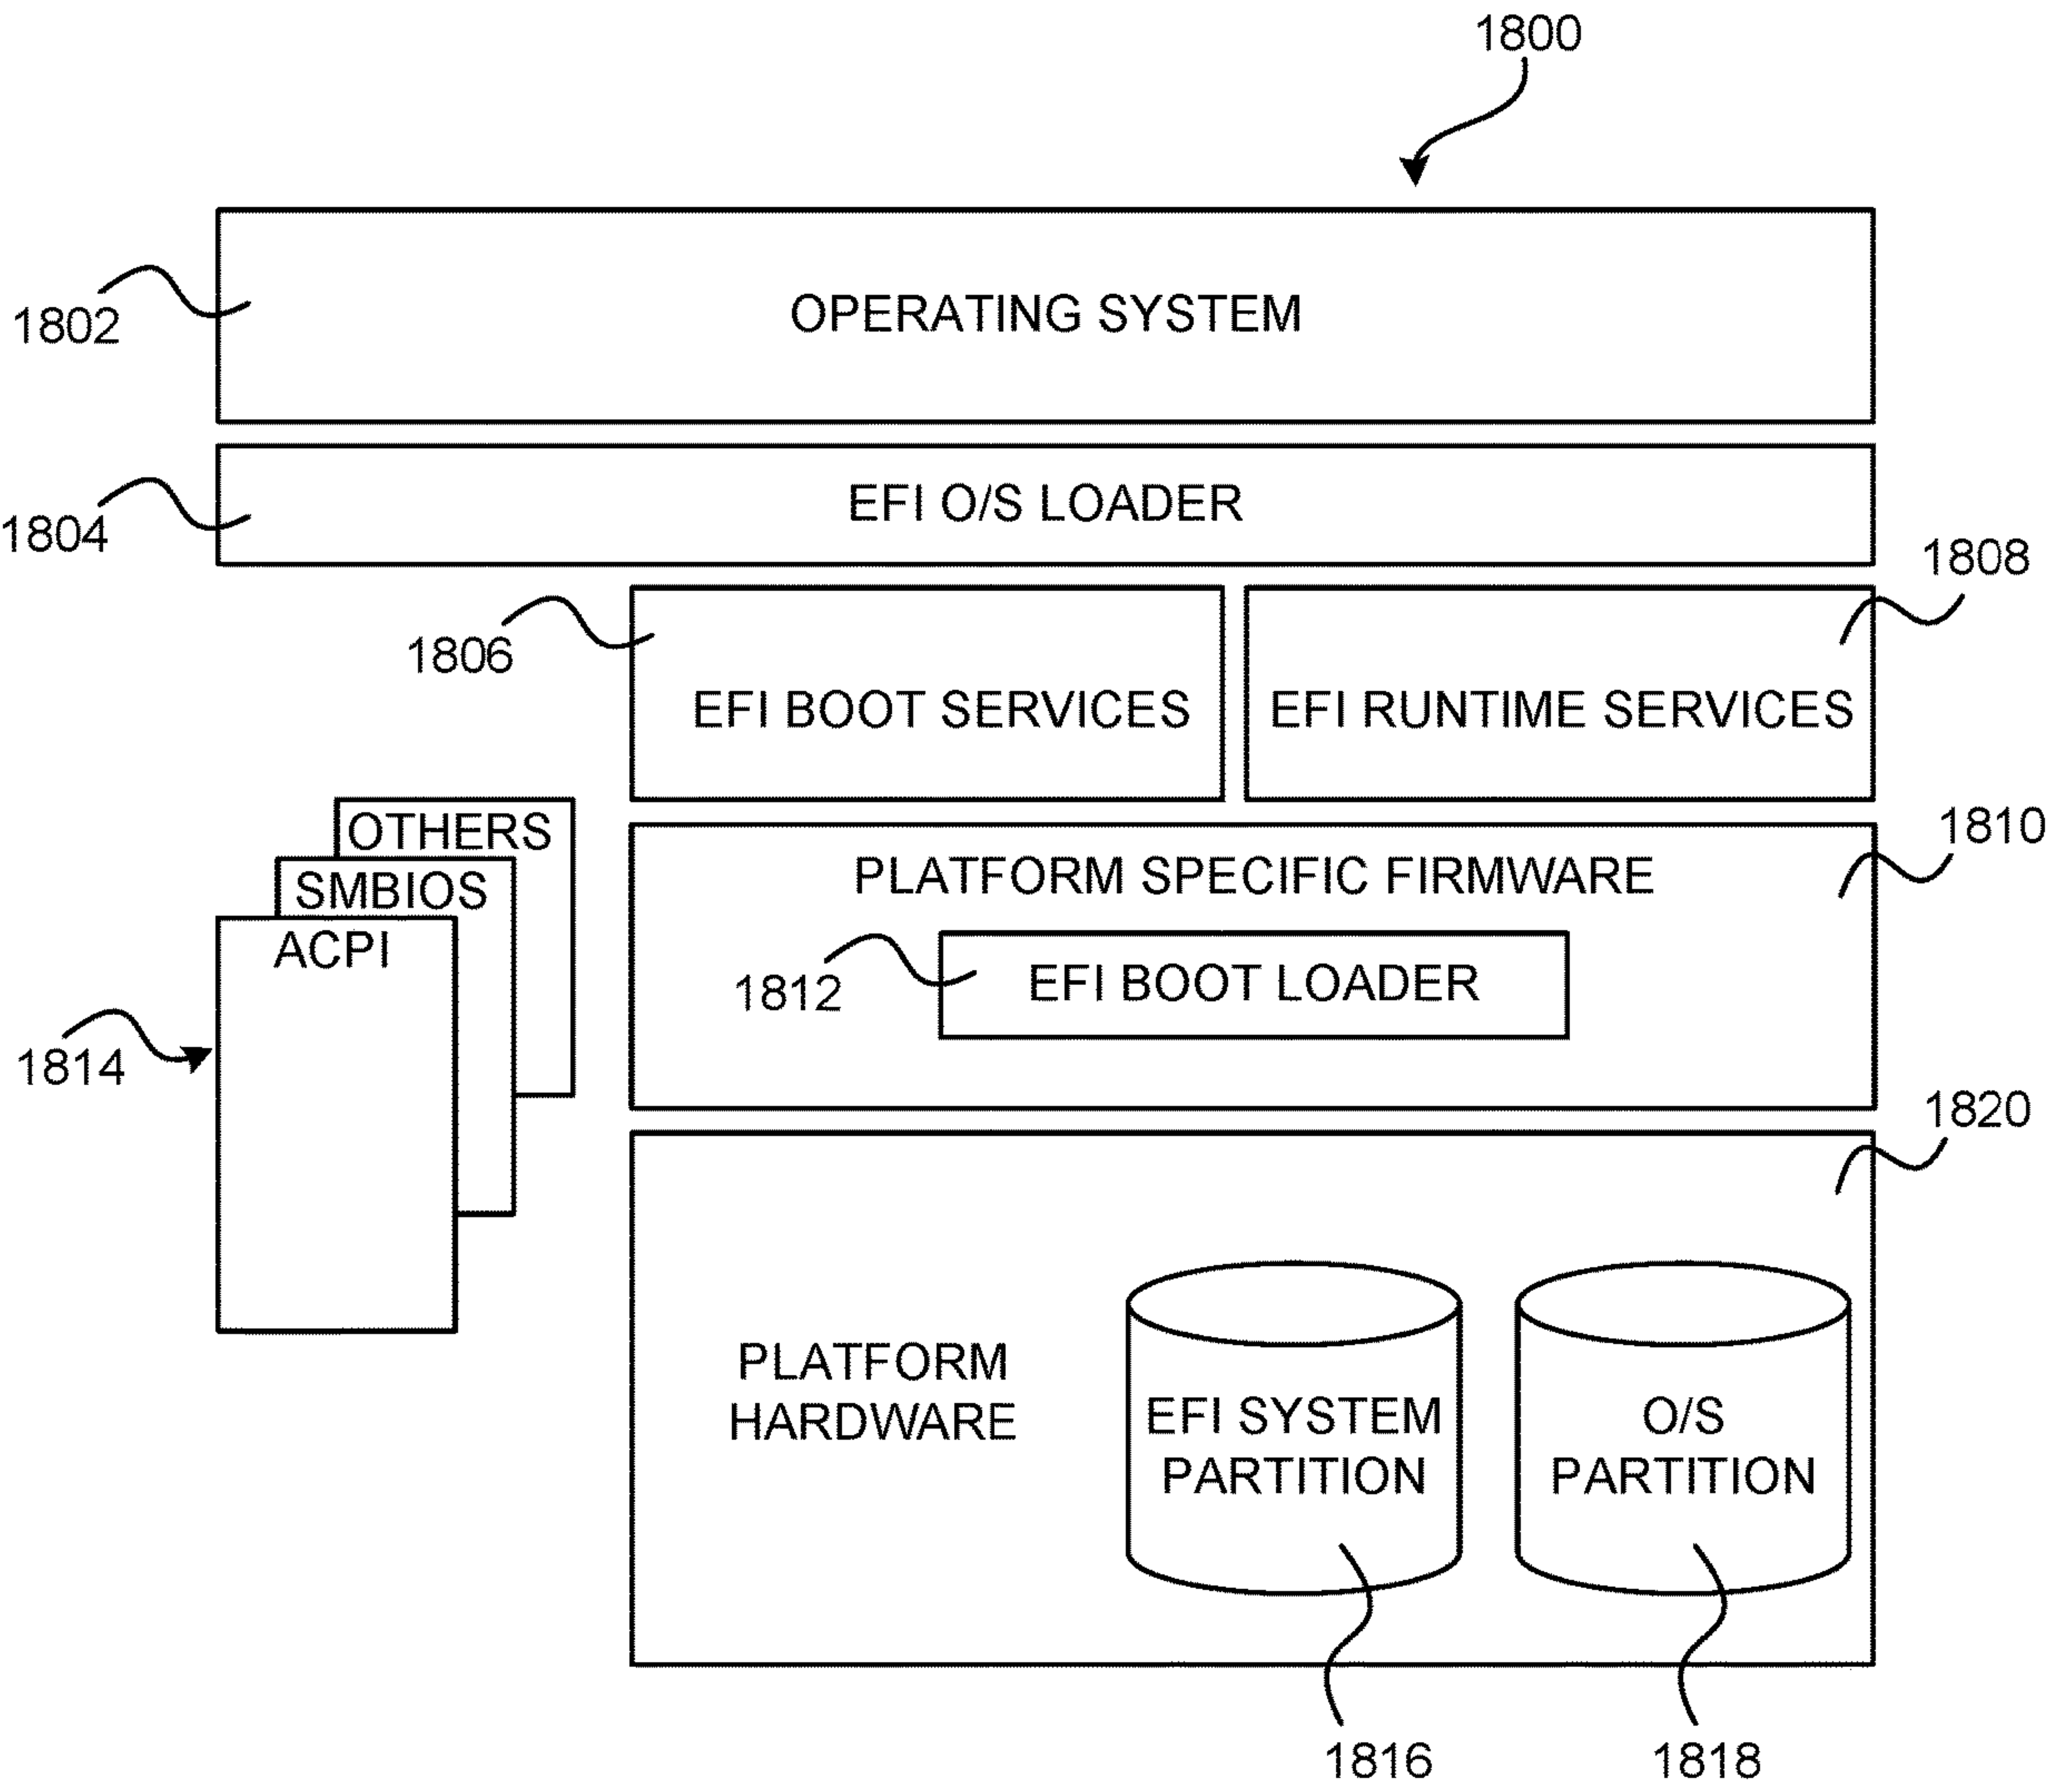 1800
OPERATING SYSTEM
1802
EFI O/S LOADER
1804
1808
1806
EFI BOOT SERVICES
EFI RUNTIME SERVICES
OTHERS
SMBIOS
ACPI
1814
1810
PLATFORM SPECIFIC FIRMWARE
1812
EFI BOOT LOADER
1820
PLATFORM
HARDWARE
EFI SYSTEM
PARTITION
O/S
PARTITION
1816
1818